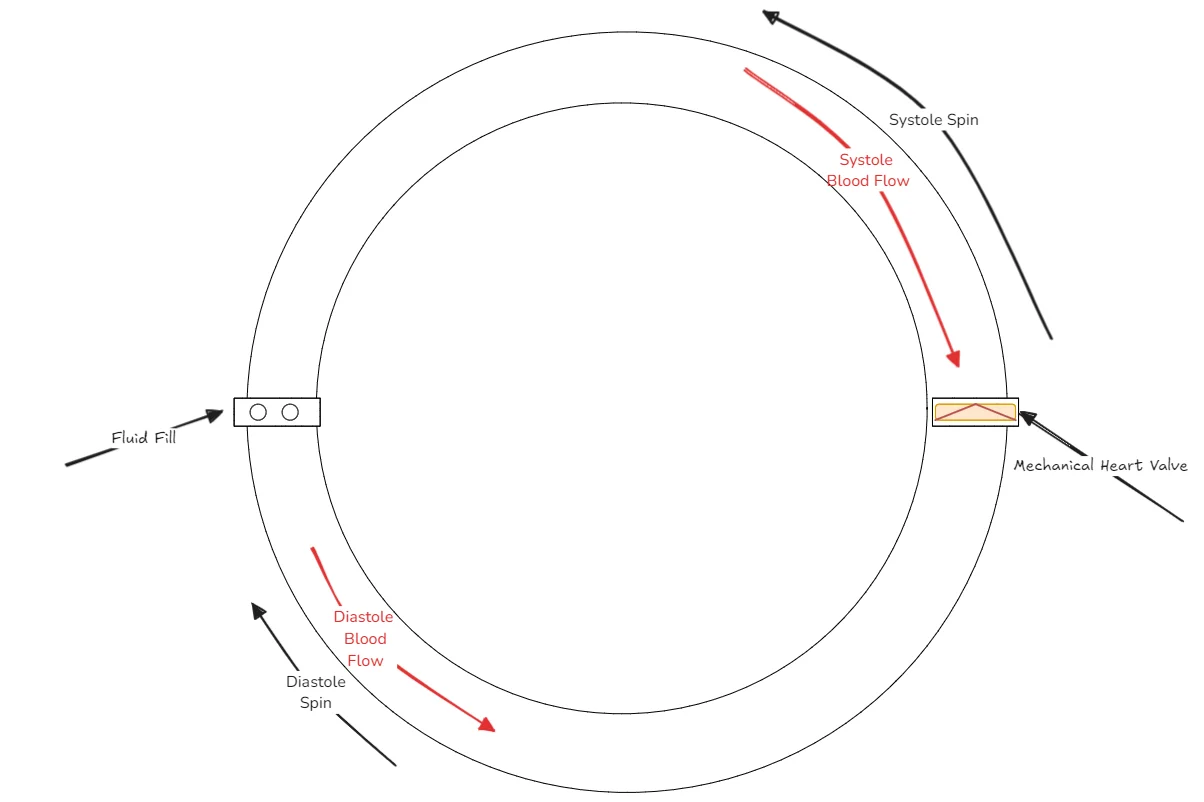 Systole Spin
Systole
Blood Flow
Fluid Fill
Mechanical Heart Valve
Diastole
Blood
Flow
Diastole
Spin